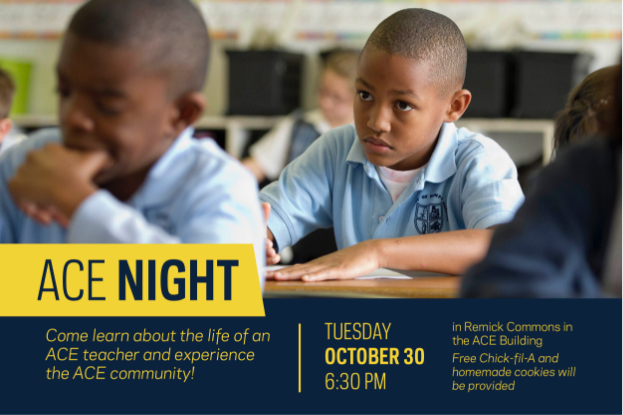 ACE NIGHT
Come learn about the life of an
ACE teacher and experience
the ACE community!
TUESDAY
OCTOBER 30
6:30 PM
in Remick Commons in
the ACE Building
Free Chick-fil-A and
homemade cookies will
be provided